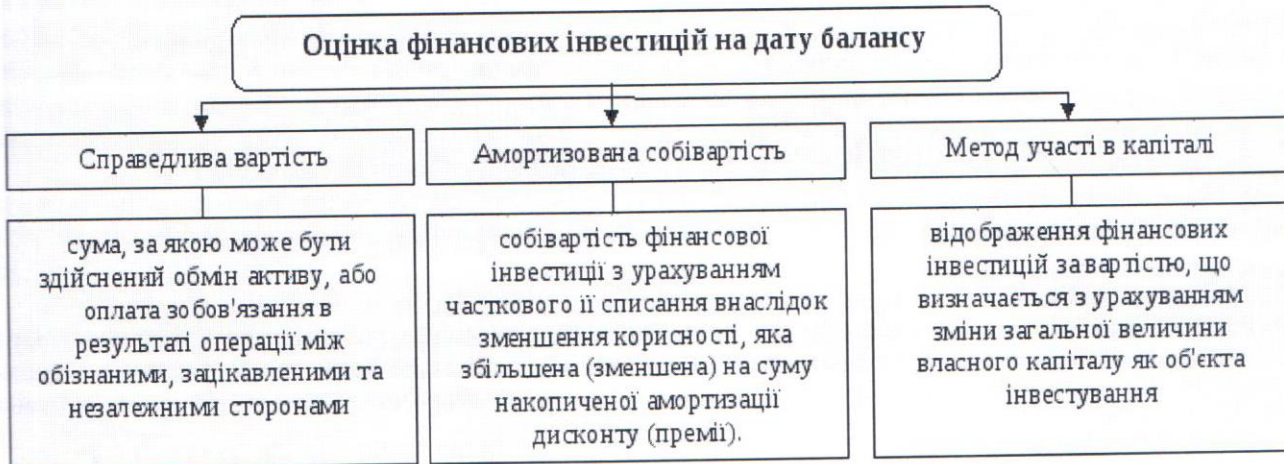 Оцінка фінансових інвестицій на дату балансу
Справедлива вартість
Амортизована собівартість
Метод участі в капіталі
сума, за якою може бути
здійснений обмін активу, або
оплата зобов'язання в
результаті операції між
обізнаними, зацікавленими та
незалежними сторонами
собівартість фінансової
інвестиції з урахуванням
часткового її списання внаслідок
зменшення корисності, яка
збільшена (зменшена) на суму
накопиченої амортизації
дисконту (премії).
відображення фінансових
інвестицій за вартістю, що
визначається з урахуванням
зміни загальної величини
власного капіталу як об'єкта
інвестування